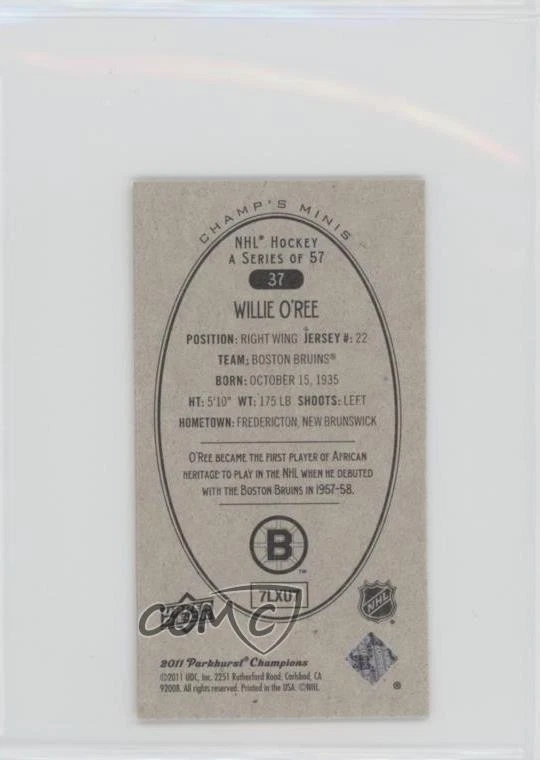 CHAMP'S MINIS
NHL® HOCKEY
A SERIES OF 57
37
WILLIE O'REE
POSITION: RIGHT WING JERSEY #: 22
TEAM: BOSTON BRUINS®
BORN: OCTOBER 15, 1935
HT: 5'10" WT: 175 LB SHOOTS: LEFT
HOMETOWN: FREDERICTON, NEW BRUNSWICK
O'REE BECAME THE FIRST PLAYER OF AFRICAN
HERITAGE TO PLAY IN THE NHL WHEN HE DEBUTED
WITH THE BOSTON BRUINS IN 1957-58.
B
TM
7LXU7
COMC
NHL
2011 Parkhurst® Champions
©2011 UDC, Inc. 2251 Rutherford Road, Carlsbad, CA
92008. All rights reserved. Printed in the USA. ©NHL
®